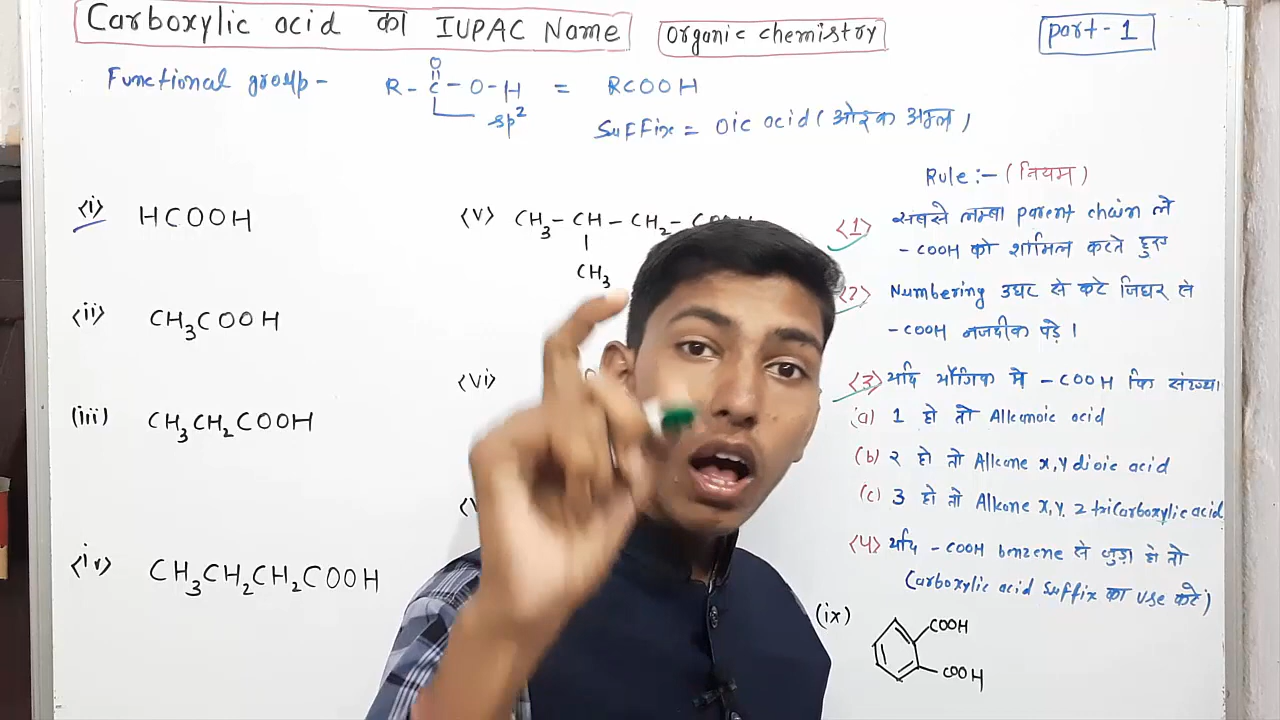 Carboxylic acid का IUPAC Name
Organic chemistry
Part - 1
Functional group - R - C - O - H = RCOOH
O
sp²
Suffix = Oic acid ( ओइक अम्ल )
<i> HCOOH
<ii> CH₃COOH
(iii) CH₃CH₂COOH
<iv> CH₃CH₂CH₂COOH
<v> CH₃ - CH - CH₂ -
CH₃
<vi>
Rule :- ( नियम )
<1> सबसे लम्बा parent chain ले
- COOH को शामिल करते हुए
<2> Numbering उधर से करे जिधर से
- COOH नजदीक पड़े ।
<3> यदि यौगिक मे - COOH कि संख्या
(a) 1 हो तो Alkanoic acid
(b) २ हो तो Alkane x,y dioic acid
(c) 3 हो तो Alkane x,y, z tricarboxylic acid
<4> यदि - COOH benzene से जुड़ा हो तो
(Carboxylic acid suffix का use करे )
(ix)
COOH
COOH